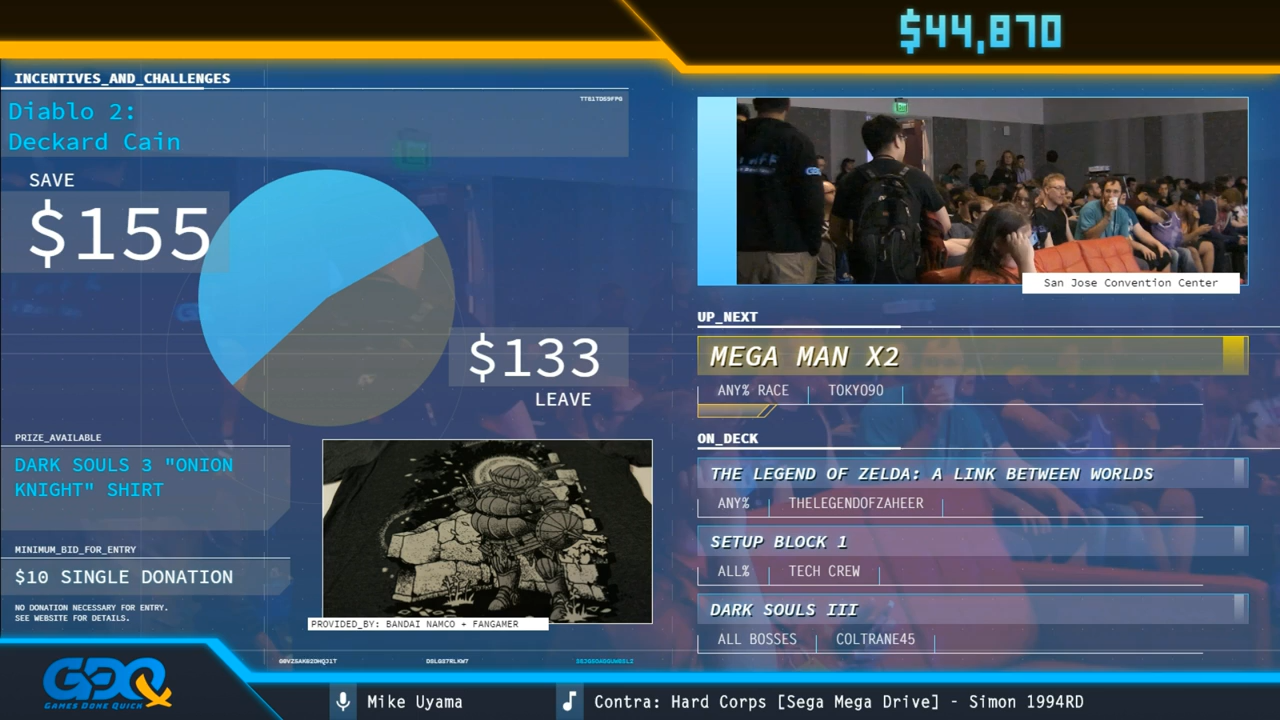 $44,870
INCENTIVES_AND_CHALLENGES
Diablo 2:
Deckard Cain
SAVE
$155
$133
LEAVE
San Jose Convention Center
UP_NEXT
MEGA MAN X2
ANY% RACE
TOKYO90
ON_DECK
THE LEGEND OF ZELDA: A LINK BETWEEN WORLDS
ANY%
THELEGENDOFZAHEER
SETUP BLOCK 1
ALL%
TECH CREW
DARK SOULS III
ALL BOSSES
COLTRANE45
PRIZE_AVAILABLE
DARK SOULS 3 "ONION
KNIGHT" SHIRT
MINIMUM_BID_FOR_ENTRY
$10 SINGLE DONATION
NO DONATION NECESSARY FOR ENTRY.
SEE WEBSITE FOR DETAILS.
PROVIDED_BY: BANDAI NAMCO + FANGAMER
GDQ
GAMES DONE QUICK
Mike Uyama
Contra: Hard Corps [Sega Mega Drive] - Simon 1994RD